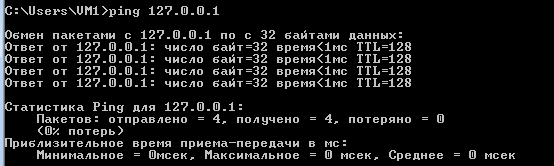 C:\Users\VM1>ping 127.0.0.1
Обмен пакетами с 127.0.0.1 по с 32 байтами данных:
Ответ от 127.0.0.1: число байт=32 время<1мс TTL=128
Ответ от 127.0.0.1: число байт=32 время<1мс TTL=128
Ответ от 127.0.0.1: число байт=32 время<1мс TTL=128
Ответ от 127.0.0.1: число байт=32 время<1мс TTL=128
Статистика Ping для 127.0.0.1:
Пакетов: отправлено = 4, получено = 4, потеряно = 0
(0% потерь)
Приблизительное время приема-передачи в мс:
Минимальное = 0мсек, Максимальное = 0 мсек, Среднее = 0 мсек